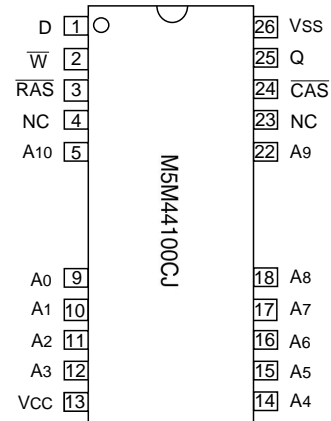 D 1 26 VSS
W 2 25 Q
RAS 3 24 CAS
NC 4 23 NC
A10 5 22 A9
M5M44100CJ
A0 9 18 A8
A1 10 17 A7
A2 11 16 A6
A3 12 15 A5
VCC 13 14 A4